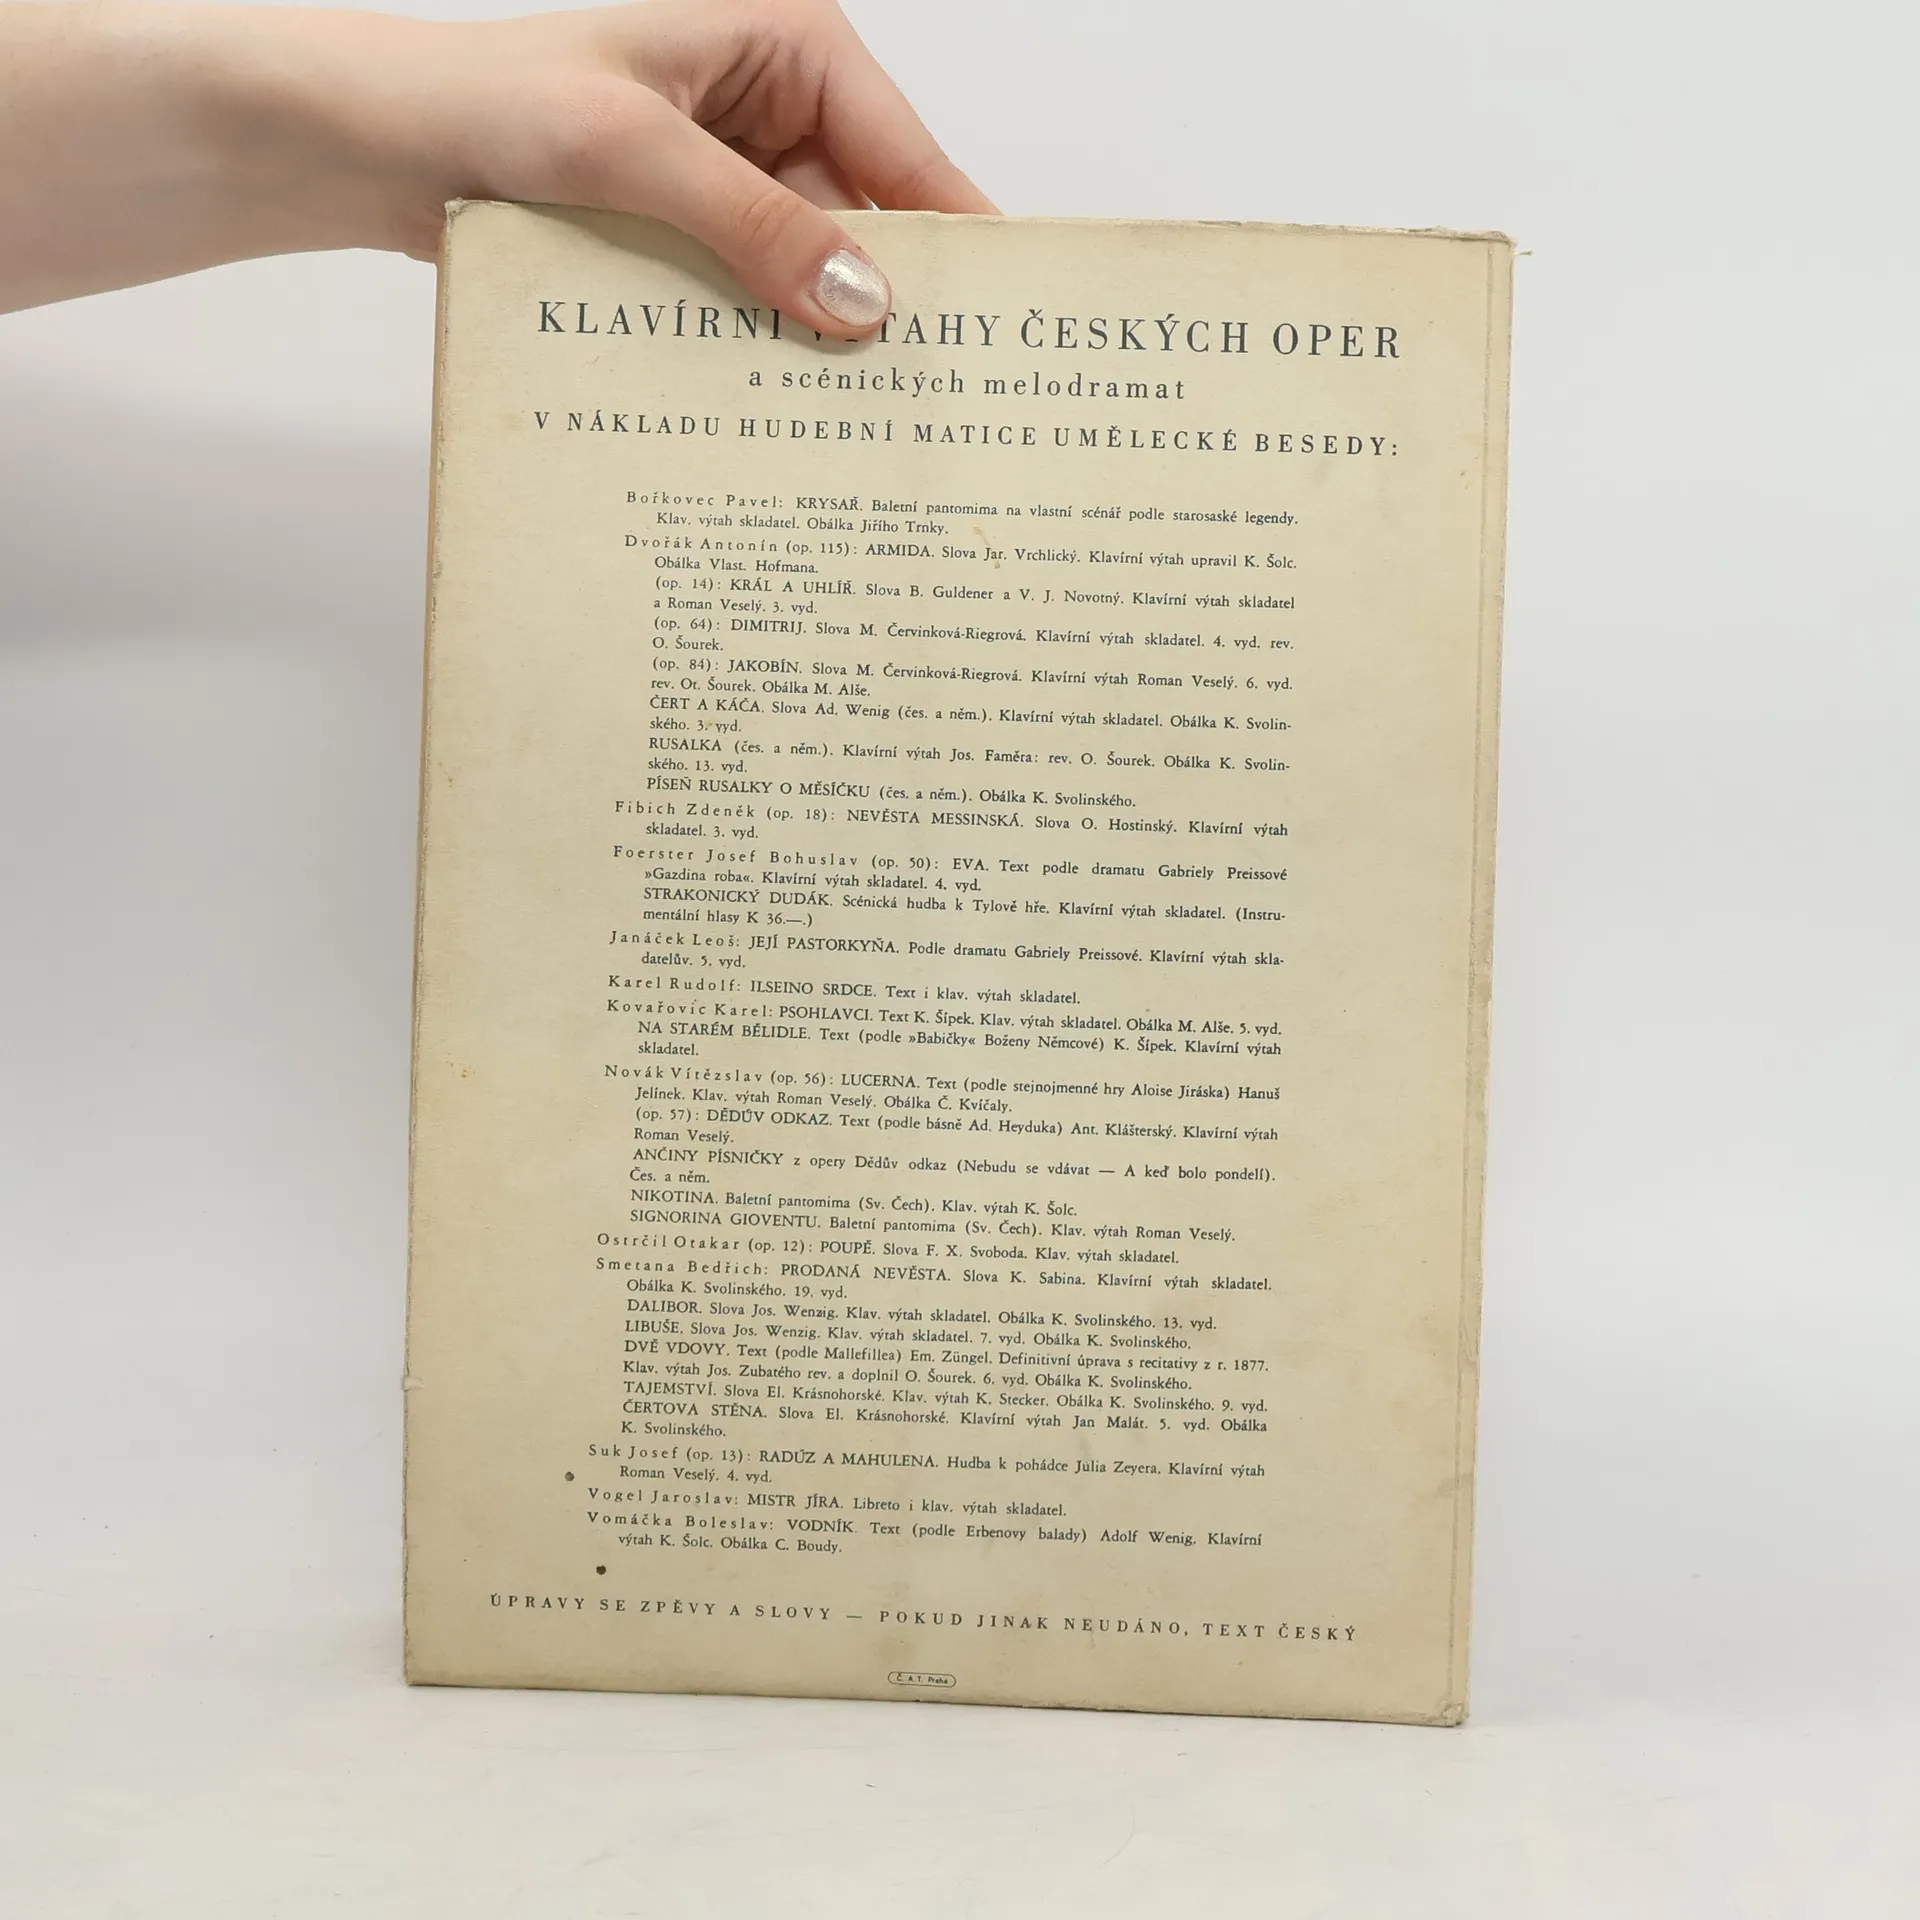 KLAVÍRNÍ VÝTAHY ČESKÝCH OPER
a scénických melodramat
V NÁKLADU HUDEBNÍ MATICE UMĚLECKÉ BESEDY:
Bořkovec Pavel: KRYSAŘ. Baletní pantomima na vlastní scénář podle starosaské legendy.
Klav. výtah skladatel. Obálka Jiřího Trnky.
Dvořák Antonín (op. 115): ARMIDA. Slova Jar. Vrchlický. Klavírní výtah upravil K. Šolc.
Obálka Vlast. Hofmana.
(op. 14): KRÁL A UHLÍŘ. Slova B. Guldener a V. J. Novotný. Klavírní výtah skladatel
a Roman Veselý. 3. vyd.
(op. 64): DIMITRIJ. Slova M. Červinková-Riegrová. Klavírní výtah skladatel. 4. vyd. rev.
O. Šourek.
(op. 84): JAKOBÍN. Slova M. Červinková-Riegrová. Klavírní výtah Roman Veselý. 6. vyd.
rev. Ot. Šourek. Obálka M. Alše.
ČERT A KÁČA. Slova Ad. Wenig (čes. a něm.). Klavírní výtah skladatel. Obálka K. Svolin-
ského. 3. vyd.
RUSALKA (čes. a něm.). Klavírní výtah Jos. Faměra: rev. O. Šourek. Obálka K. Svolin-
ského. 13. vyd.
PÍSEŇ RUSALKY O MĚSÍČKU (čes. a něm.). Obálka K. Svolinského.
Fibich Zdeněk (op. 18): NEVĚSTA MESSINSKÁ. Slova O. Hostinský. Klavírní výtah
skladatel. 3. vyd.
Foerster Josef Bohuslav (op. 50): EVA. Text podle dramatu Gabriely Preissové
»Gazdina roba«. Klavírní výtah skladatel. 4. vyd.
STRAKONICKÝ DUDÁK. Scénická hudba k Tylově hře. Klavírní výtah skladatel. (Instru-
mentální hlasy K 36.—.)
Janáček Leoš: JEJÍ PASTORKYŇA. Podle dramatu Gabriely Preissové. Klavírní výtah skla-
datelův. 5. vyd.
Karel Rudolf: ILSEINO SRDCE. Text i klav. výtah skladatel.
Kovařovic Karel: PSOHLAVCI. Text K. Šípek. Klav. výtah skladatel. Obálka M. Alše. 5. vyd.
NA STARÉM BĚLIDLE. Text (podle »Babičky« Boženy Němcové) K. Šípek. Klavírní výtah
skladatel.
Novák Vítězslav (op. 56): LUCERNA. Text (podle stejnojmenné hry Aloise Jiráska) Hanuš
Jelínek. Klav. výtah Roman Veselý. Obálka Č. Kvíčaly.
(op. 57): DĚDŮV ODKAZ. Text (podle básně Ad. Heyduka) Ant. Klášterský. Klavírní výtah
Roman Veselý.
ANČINY PÍSNIČKY z opery Dědův odkaz (Nebudu se vdávat — A keď bolo pondelí).
Čes. a něm.
NIKOTINA. Baletní pantomima (Sv. Čech). Klav. výtah K. Šolc.
SIGNORINA GIOVENTU. Baletní pantomima (Sv. Čech). Klav. výtah Roman Veselý.
Ostrčil Otakar (op. 12): POUPĚ. Slova F. X. Svoboda. Klav. výtah skladatel.
Smetana Bedřich: PRODANÁ NEVĚSTA. Slova K. Sabina. Klavírní výtah skladatel.
Obálka K. Svolinského. 19. vyd.
DALIBOR. Slova Jos. Wenzig. Klav. výtah skladatel. Obálka K. Svolinského. 13. vyd.
LIBUŠE. Slova Jos. Wenzig. Klav. výtah skladatel. 7. vyd. Obálka K. Svolinského.
DVĚ VDOVY. Text (podle Mallefillea) Em. Züngel. Definitivní úprava s recitativy z r. 1877.
Klav. výtah Jos. Zubatého rev. a doplnil O. Šourek. 6. vyd. Obálka K. Svolinského.
TAJEMSTVÍ. Slova El. Krásnohorské. Klav. výtah K. Stecker. Obálka K. Svolinského. 9. vyd.
ČERTOVA STĚNA. Slova El. Krásnohorské. Klavírní výtah Jan Malát. 5. vyd. Obálka
K. Svolinského.
Suk Josef (op. 13): RADÚZ A MAHULENA. Hudba k pohádce Julia Zeyera. Klavírní výtah
Roman Veselý. 4. vyd.
Vogel Jaroslav: MISTR JÍRA. Libreto i klav. výtah skladatel.
Vomáčka Boleslav: VODNÍK. Text (podle Erbenovy balady) Adolf Wenig. Klavírní
výtah K. Šolc. Obálka C. Boudy.
ÚPRAVY SE ZPĚVY A SLOVY — POKUD JINAK NEUDÁNO, TEXT ČESKÝ
Č. A. T. Praha